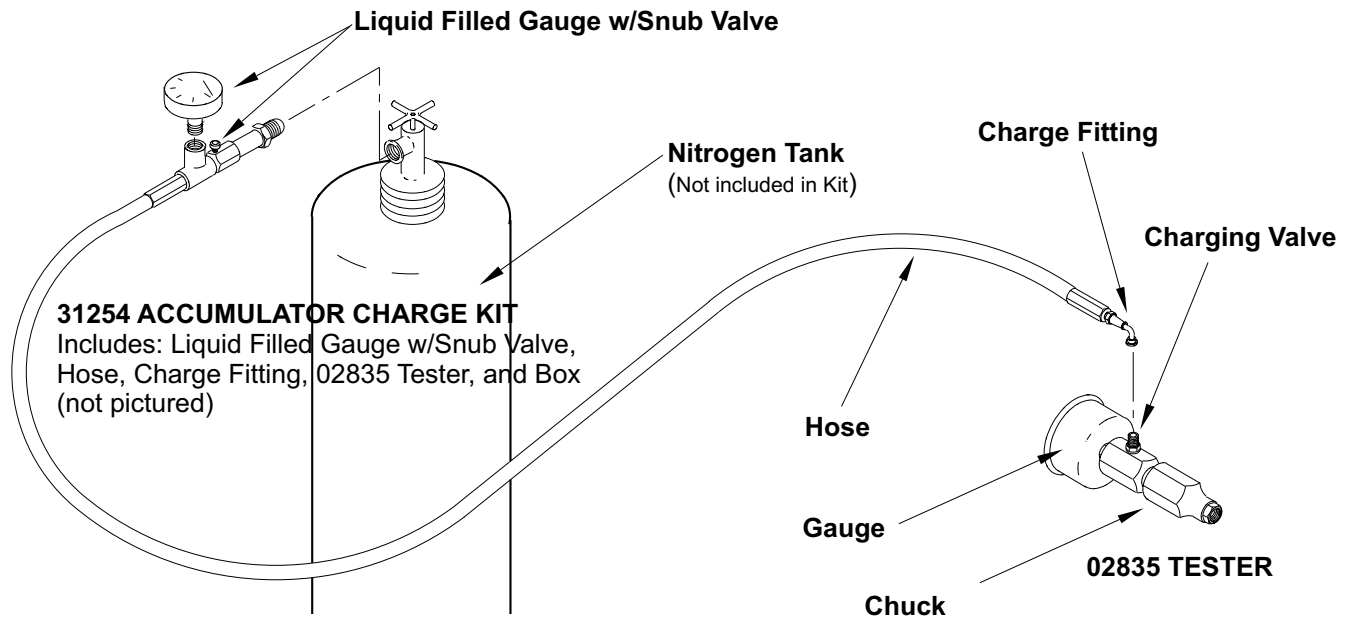 Liquid Filled Gauge w/Snub Valve
Charge Fitting
Nitrogen Tank
(Not included in Kit)
Charging Valve
31254 ACCUMULATOR CHARGE KIT
Includes: Liquid Filled Gauge w/Snub Valve,
Hose, Charge Fitting, 02835 Tester, and Box
(not pictured)
Hose
Gauge
02835 TESTER
Chuck